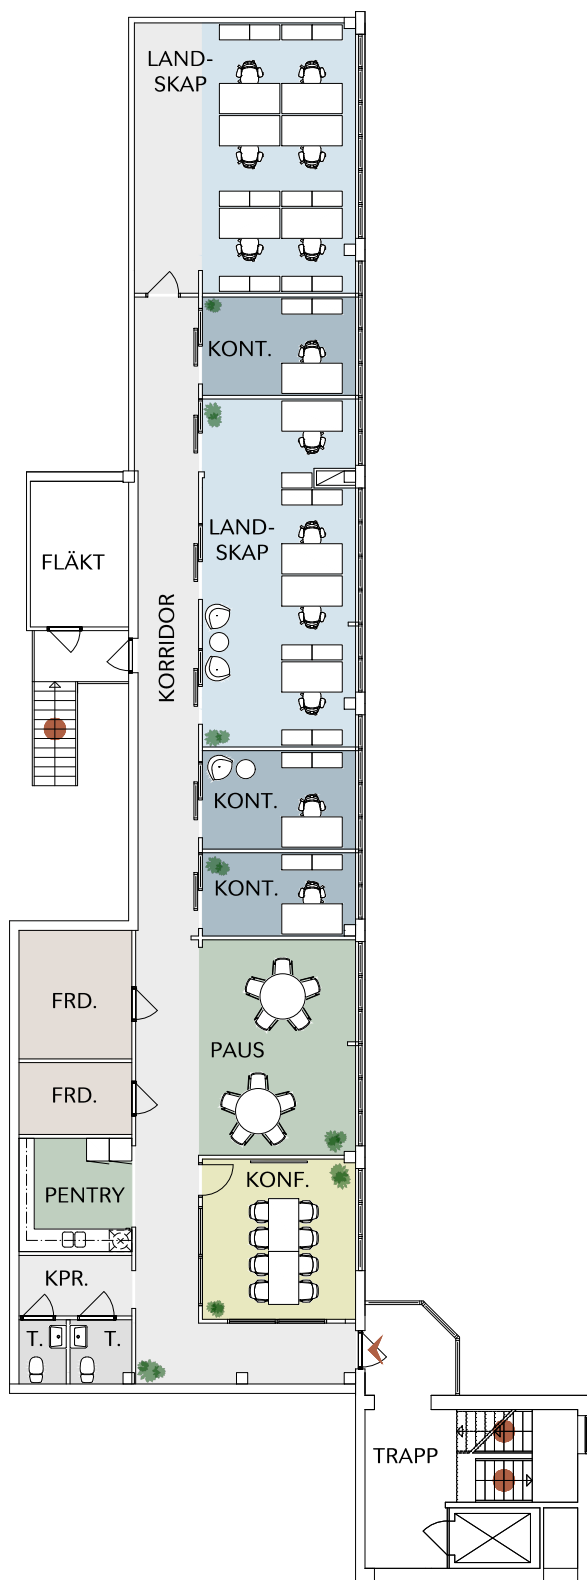 LAND-
SKAP
KONT.
LAND-
SKAP
FLÄKT
KORRIDOR
KONT.
KONT.
FRD.
PAUS
FRD.
KONF.
PENTRY
KPR.
T.
T.
TRAPP